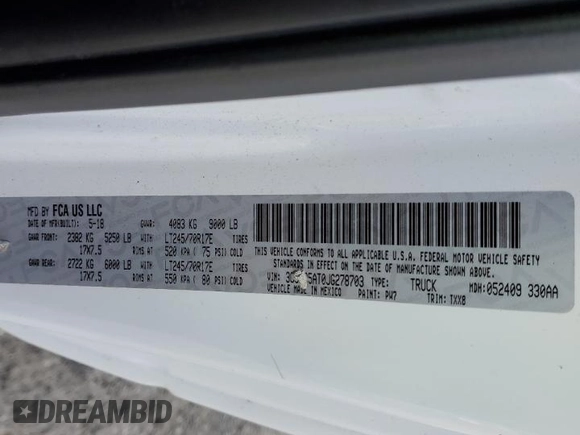 MFD BY FCA US LLC
DATE OF MFR(BUILT): 5-18 GVWR: 4083 KG 9000 LB
GAWR FRONT: 2382 KG 5250 LB WITH LT245/70R17E TIRES
17X7.5 RIMS AT 520 KPA ( 75 PSI) COLD
GAWR REAR: 2722 KG 6000 LB WITH LT245/70R17E TIRES
17X7.5 RIMS AT 550 KPA ( 80 PSI) COLD
THIS VEHICLE CONFORMS TO ALL APPLICABLE U.S.A. FEDERAL MOTOR VEHICLE SAFETY
STANDARDS IN EFFECT ON THE DATE OF MANUFACTURE SHOWN ABOVE.
VIN: 5AT0JG278703 TYPE: TRUCK MDH: 052409 330AA
VEHICLE MADE IN MEXICO PAINT: PW7 TRIM: TXX8
DREAMBID